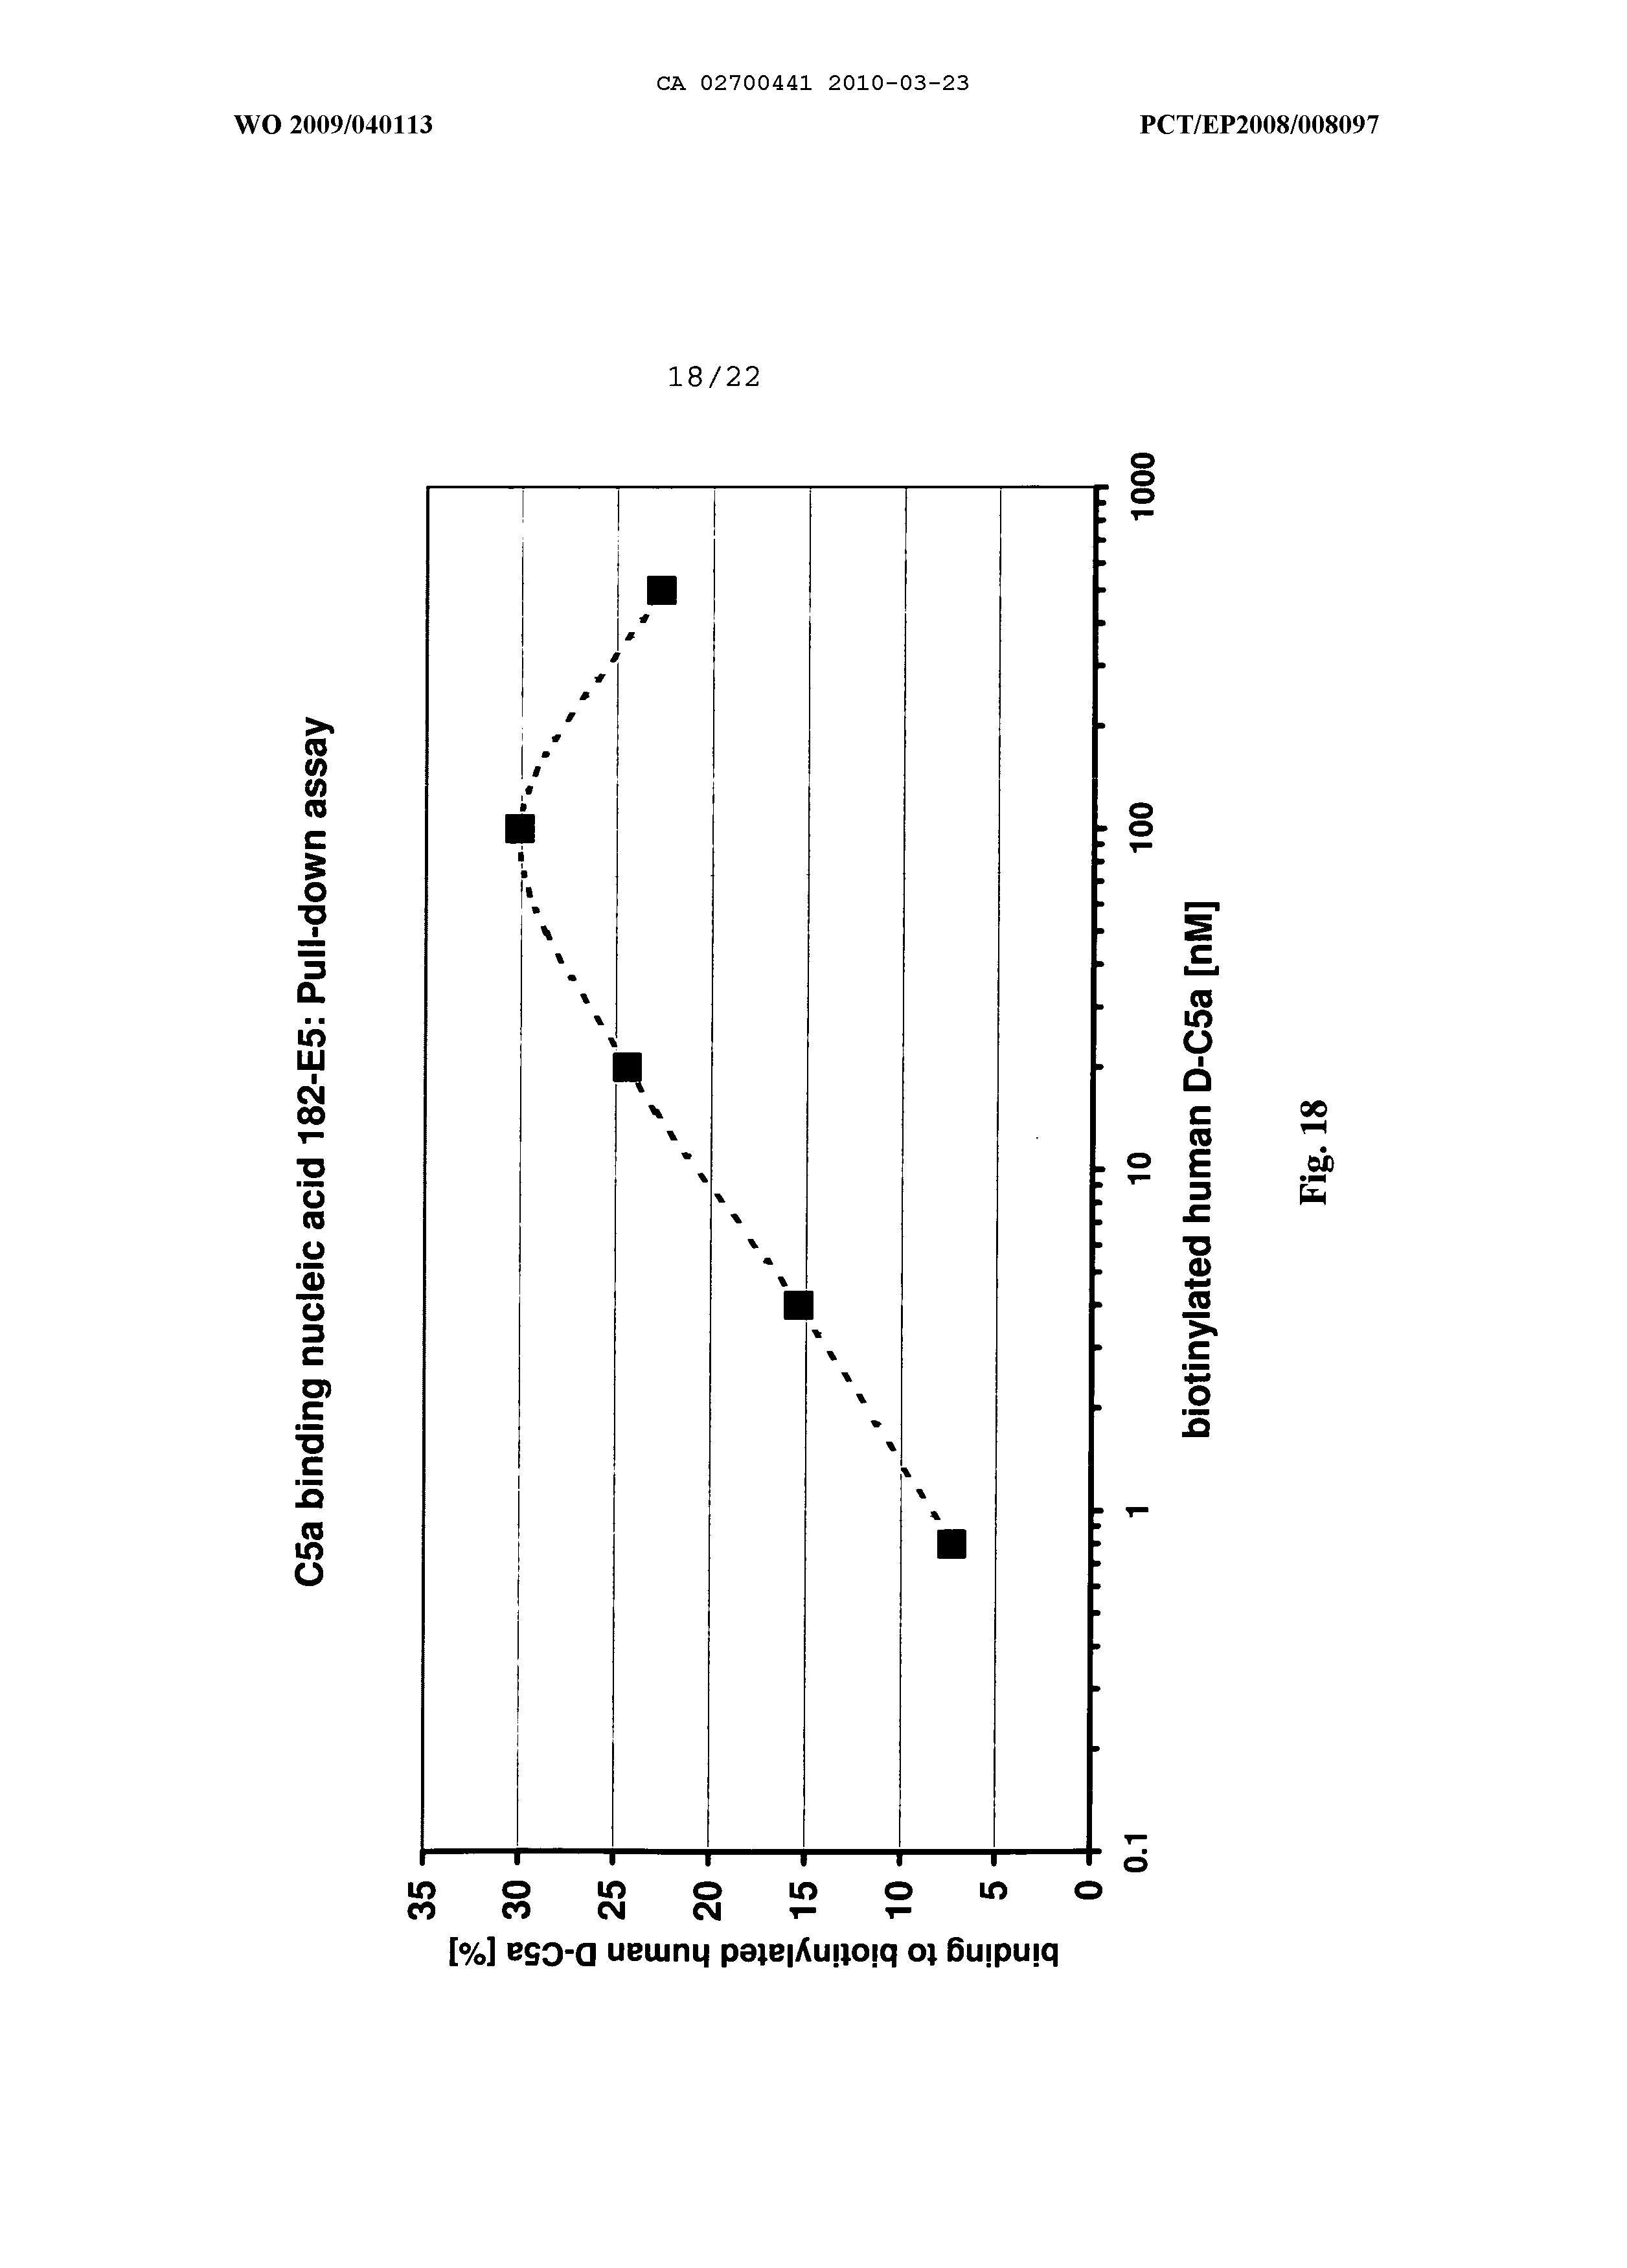 CA 02700441 2010-03-23
WO 2009/040113
PCT/EP2008/008097
18/22
C5a binding nucleic acid 182-E5: Pull-down assay
binding to biotinylated human D-C5a [%]
35
30
25
20
15
10
5
0
0.1
1
10
100
1000
biotinylated human D-C5a [nM]
Fig. 18